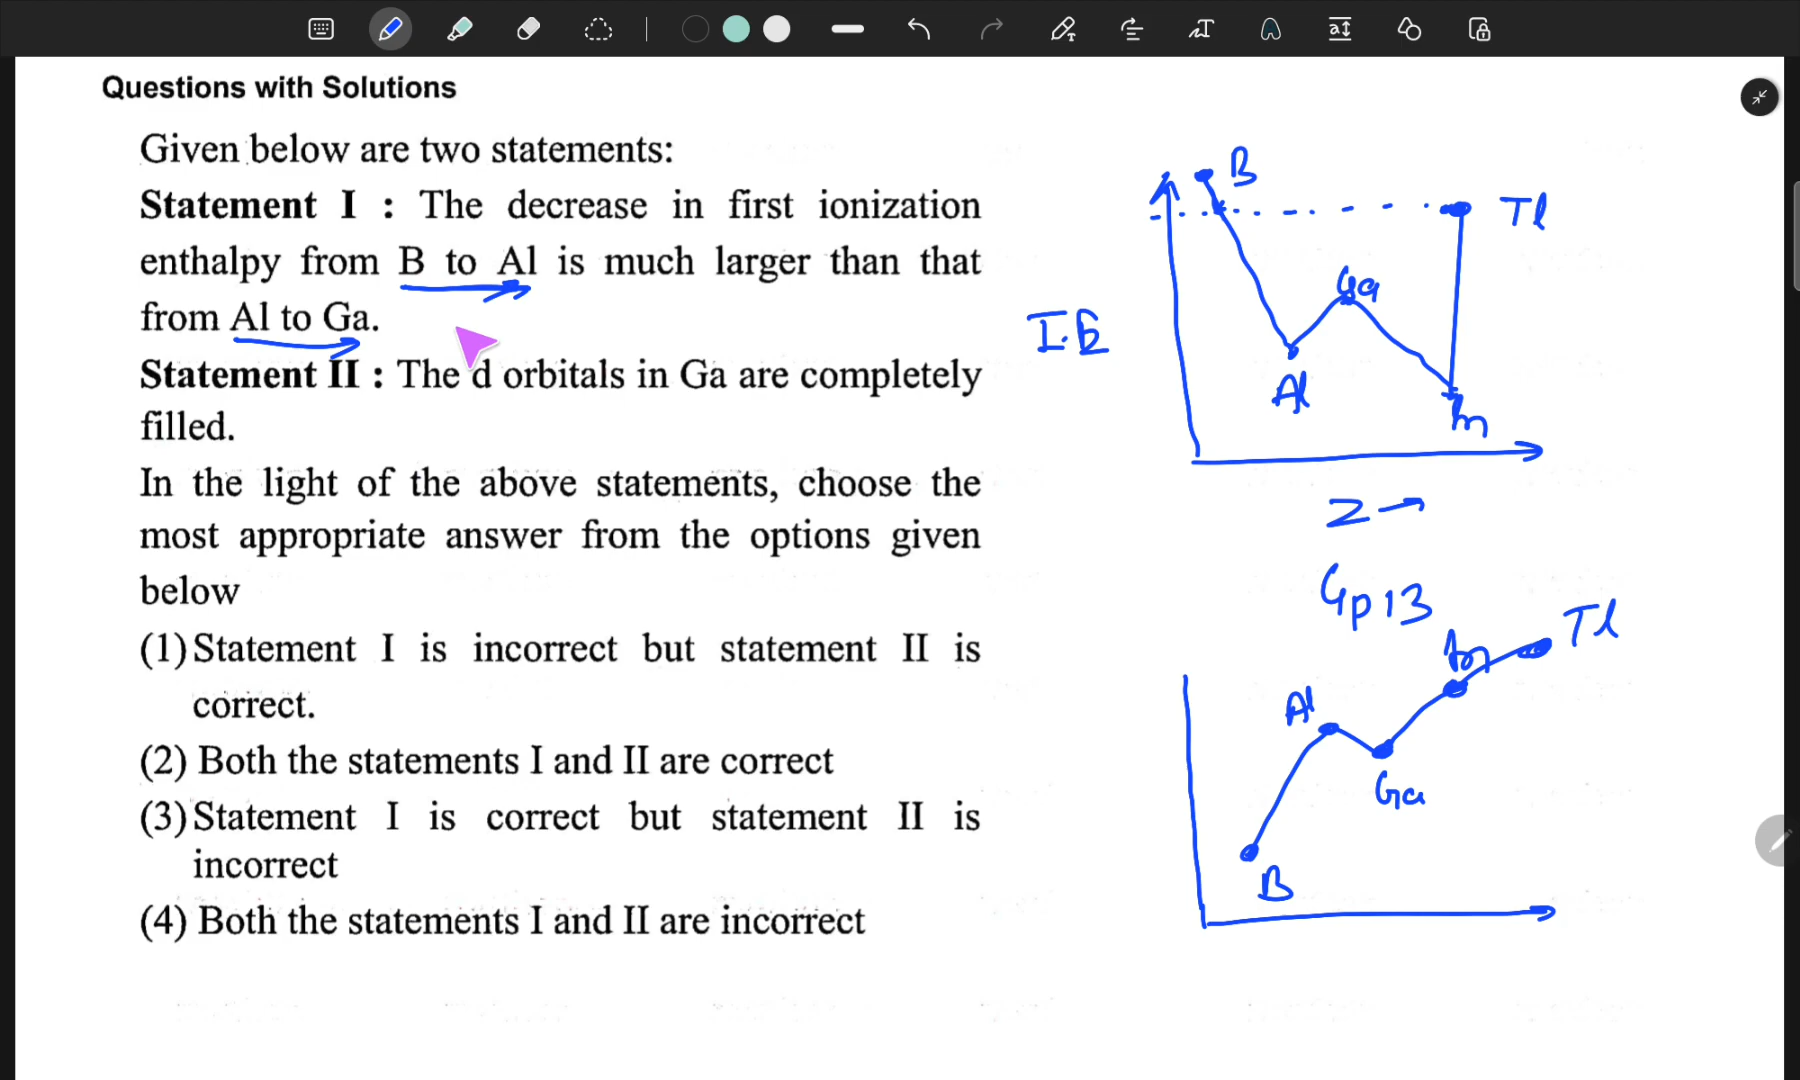 Questions with Solutions
Given below are two statements:
Statement I : The decrease in first ionization
enthalpy from B to Al is much larger than that
from Al to Ga.
Statement II : The d orbitals in Ga are completely
filled.
In the light of the above statements, choose the
most appropriate answer from the options given
below
(1) Statement I is incorrect but statement II is
correct.
(2) Both the statements I and II are correct
(3) Statement I is correct but statement II is
incorrect
(4) Both the statements I and II are incorrect
B
Tl
Ga
I.E
Al
In
Z →
Gp 13
Tl
In
Al
Ga
B